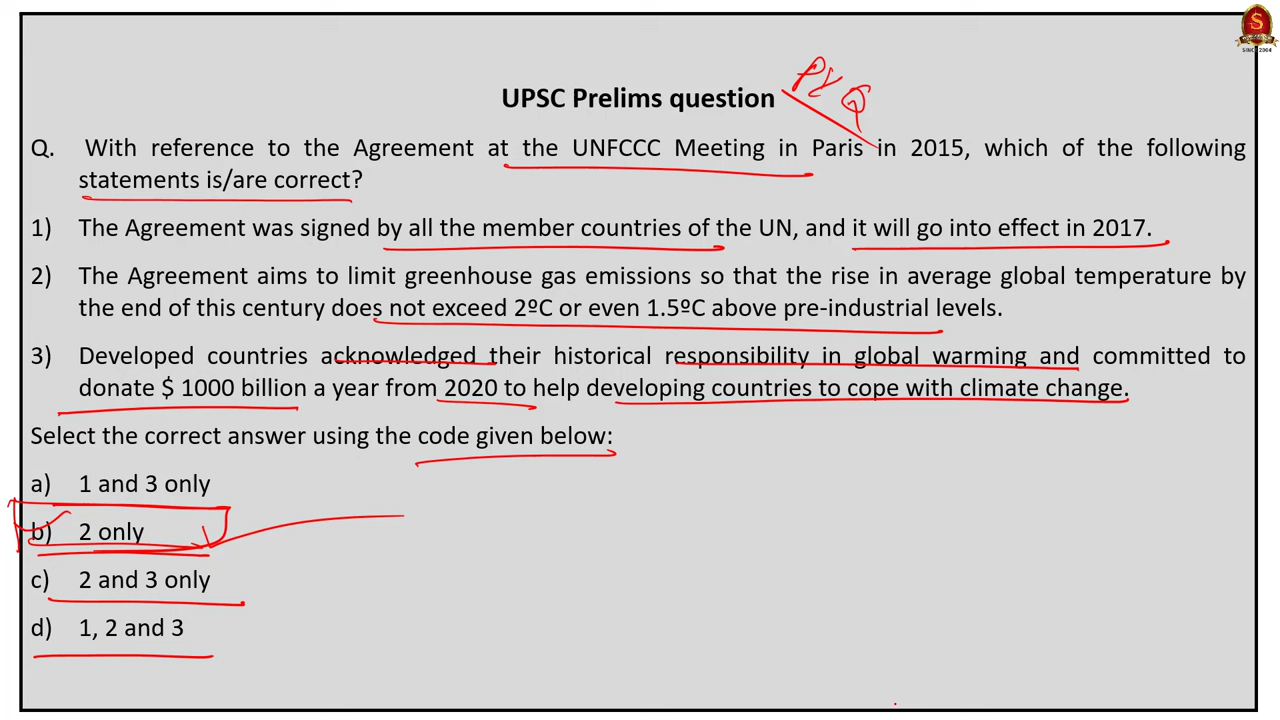 S
SINCE 2004
UPSC Prelims question
PYQ
Q. With reference to the Agreement at the UNFCCC Meeting in Paris in 2015, which of the following
statements is/are correct?
1) The Agreement was signed by all the member countries of the UN, and it will go into effect in 2017.
2) The Agreement aims to limit greenhouse gas emissions so that the rise in average global temperature by
the end of this century does not exceed 2ºC or even 1.5ºC above pre-industrial levels.
3) Developed countries acknowledged their historical responsibility in global warming and committed to
donate $ 1000 billion a year from 2020 to help developing countries to cope with climate change.
Select the correct answer using the code given below:
a) 1 and 3 only
b) 2 only
c) 2 and 3 only
d) 1, 2 and 3